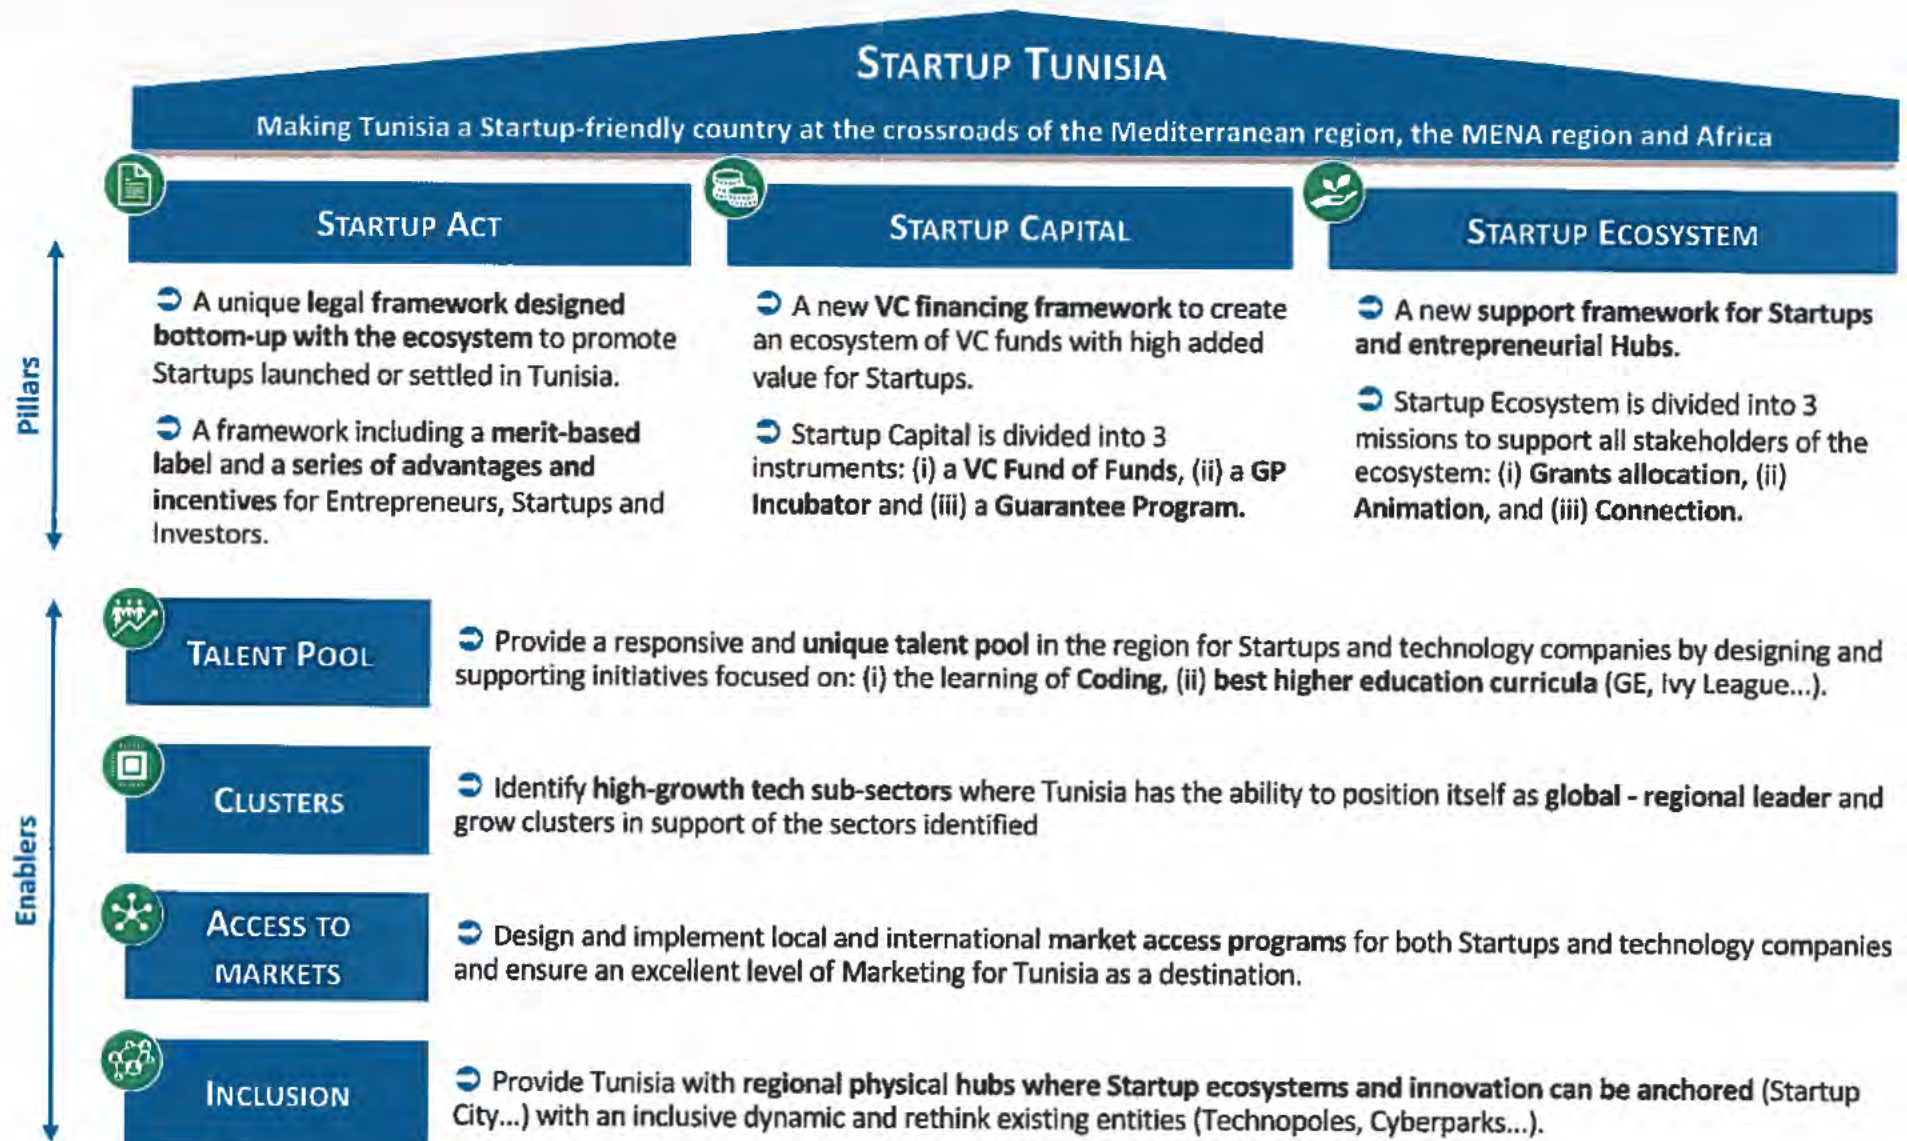 STARTUP TUNISIA
Making Tunisia a Startup-friendly country at the crossroads of the Mediterranean region, the MENA region and Africa
Pillars
STARTUP ACT
➲ A unique legal framework designed
bottom-up with the ecosystem to promote
Startups launched or settled in Tunisia.
➲ A framework including a merit-based
label and a series of advantages and
incentives for Entrepreneurs, Startups and
Investors.
STARTUP CAPITAL
➲ A new VC financing framework to create
an ecosystem of VC funds with high added
value for Startups.
➲ Startup Capital is divided into 3
instruments: (i) a VC Fund of Funds, (ii) a GP
Incubator and (iii) a Guarantee Program.
STARTUP ECOSYSTEM
➲ A new support framework for Startups
and entrepreneurial Hubs.
➲ Startup Ecosystem is divided into 3
missions to support all stakeholders of the
ecosystem: (i) Grants allocation, (ii)
Animation, and (iii) Connection.
Enablers
TALENT POOL
➲ Provide a responsive and unique talent pool in the region for Startups and technology companies by designing and
supporting initiatives focused on: (i) the learning of Coding, (ii) best higher education curricula (GE, Ivy League...).
CLUSTERS
➲ Identify high-growth tech sub-sectors where Tunisia has the ability to position itself as global - regional leader and
grow clusters in support of the sectors identified
ACCESS TO
MARKETS
➲ Design and implement local and international market access programs for both Startups and technology companies
and ensure an excellent level of Marketing for Tunisia as a destination.
INCLUSION
➲ Provide Tunisia with regional physical hubs where Startup ecosystems and innovation can be anchored (Startup
City...) with an inclusive dynamic and rethink existing entities (Technopoles, Cyberparks...).